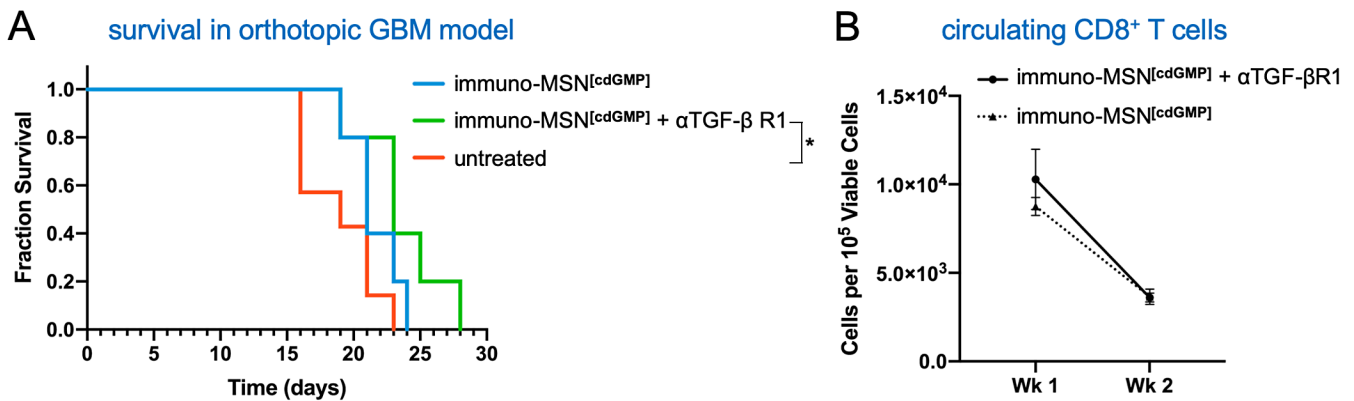 A survival in orthotopic GBM model
immuno-MSN[cdGMP]
immuno-MSN[cdGMP] + αTGF-β R1
untreated
*
Fraction Survival
1.0
0.8
0.6
0.4
0.2
0.0
0 5 10 15 20 25 30
Time (days)
B circulating CD8+ T cells
immuno-MSN[cdGMP] + αTGF-βR1
immuno-MSN[cdGMP]
Cells per 10⁵ Viable Cells
1.5×10⁴
1.0×10⁴
5.0×10³
0.0
Wk 1 Wk 2